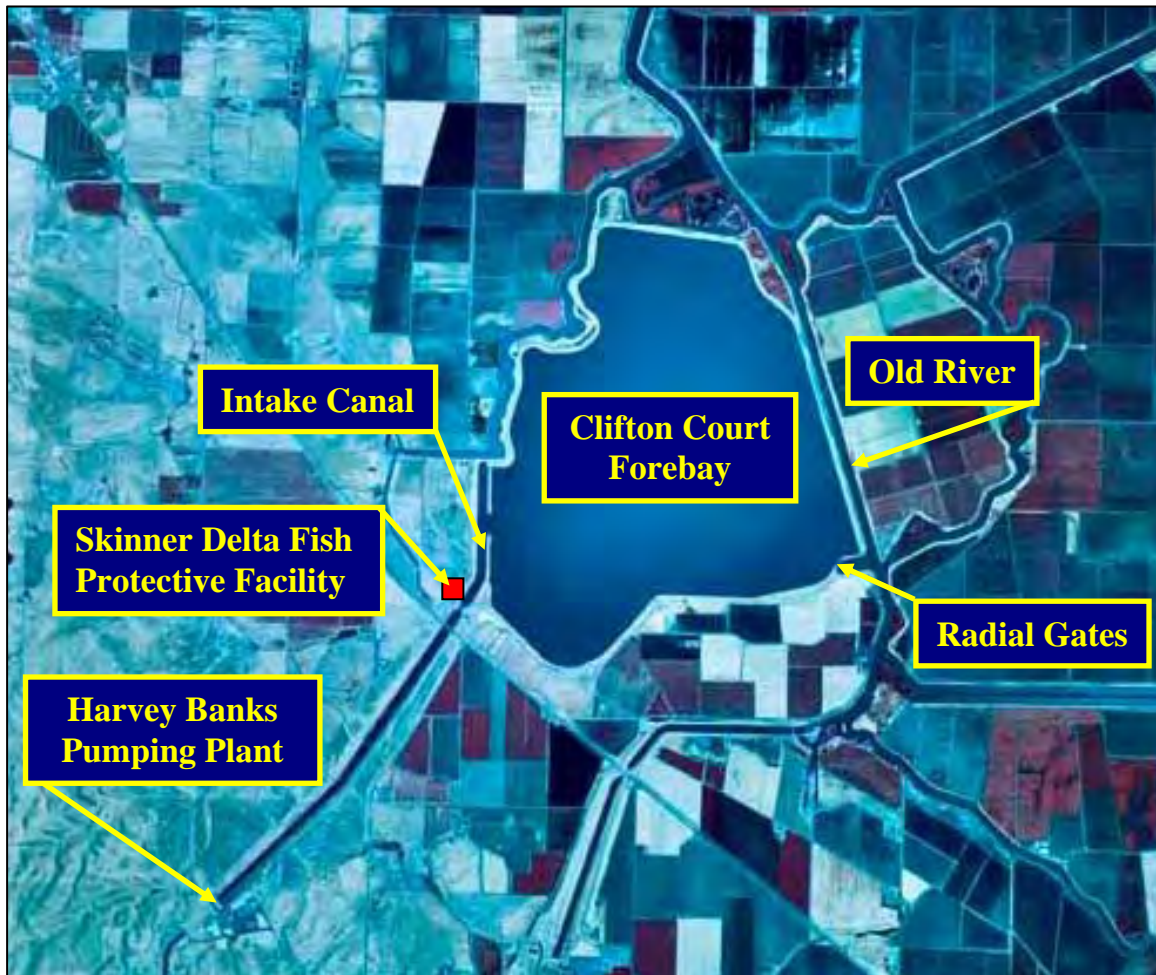 Intake Canal
Clifton Court
Forebay
Old River
Skinner Delta Fish
Protective Facility
Radial Gates
Harvey Banks
Pumping Plant